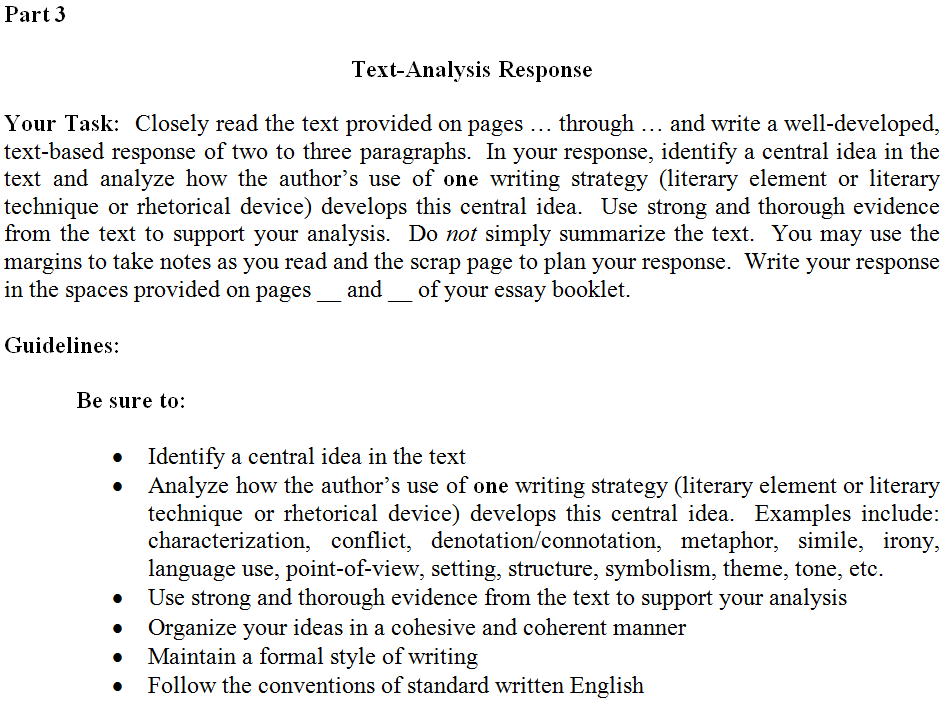 Part 3
Text-Analysis Response
Your Task: Closely read the text provided on pages … through … and write a well-developed,
text-based response of two to three paragraphs. In your response, identify a central idea in the
text and analyze how the author’s use of one writing strategy (literary element or literary
technique or rhetorical device) develops this central idea. Use strong and thorough evidence
from the text to support your analysis. Do not simply summarize the text. You may use the
margins to take notes as you read and the scrap page to plan your response. Write your response
in the spaces provided on pages __ and __ of your essay booklet.
Guidelines:
Be sure to:
• Identify a central idea in the text
• Analyze how the author’s use of one writing strategy (literary element or literary
technique or rhetorical device) develops this central idea. Examples include:
characterization, conflict, denotation/connotation, metaphor, simile, irony,
language use, point-of-view, setting, structure, symbolism, theme, tone, etc.
• Use strong and thorough evidence from the text to support your analysis
• Organize your ideas in a cohesive and coherent manner
• Maintain a formal style of writing
• Follow the conventions of standard written English